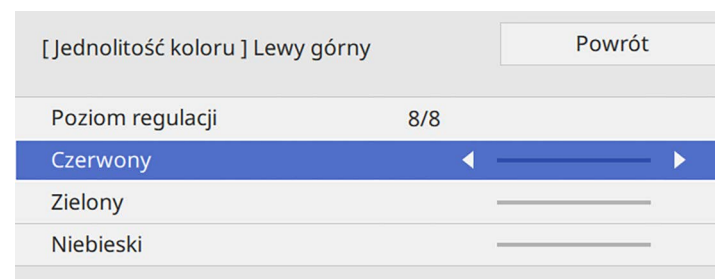 [ Jednolitość koloru ] Lewy górny
Powrót
Poziom regulacji 8/8
Czerwony
Zielony
Niebieski